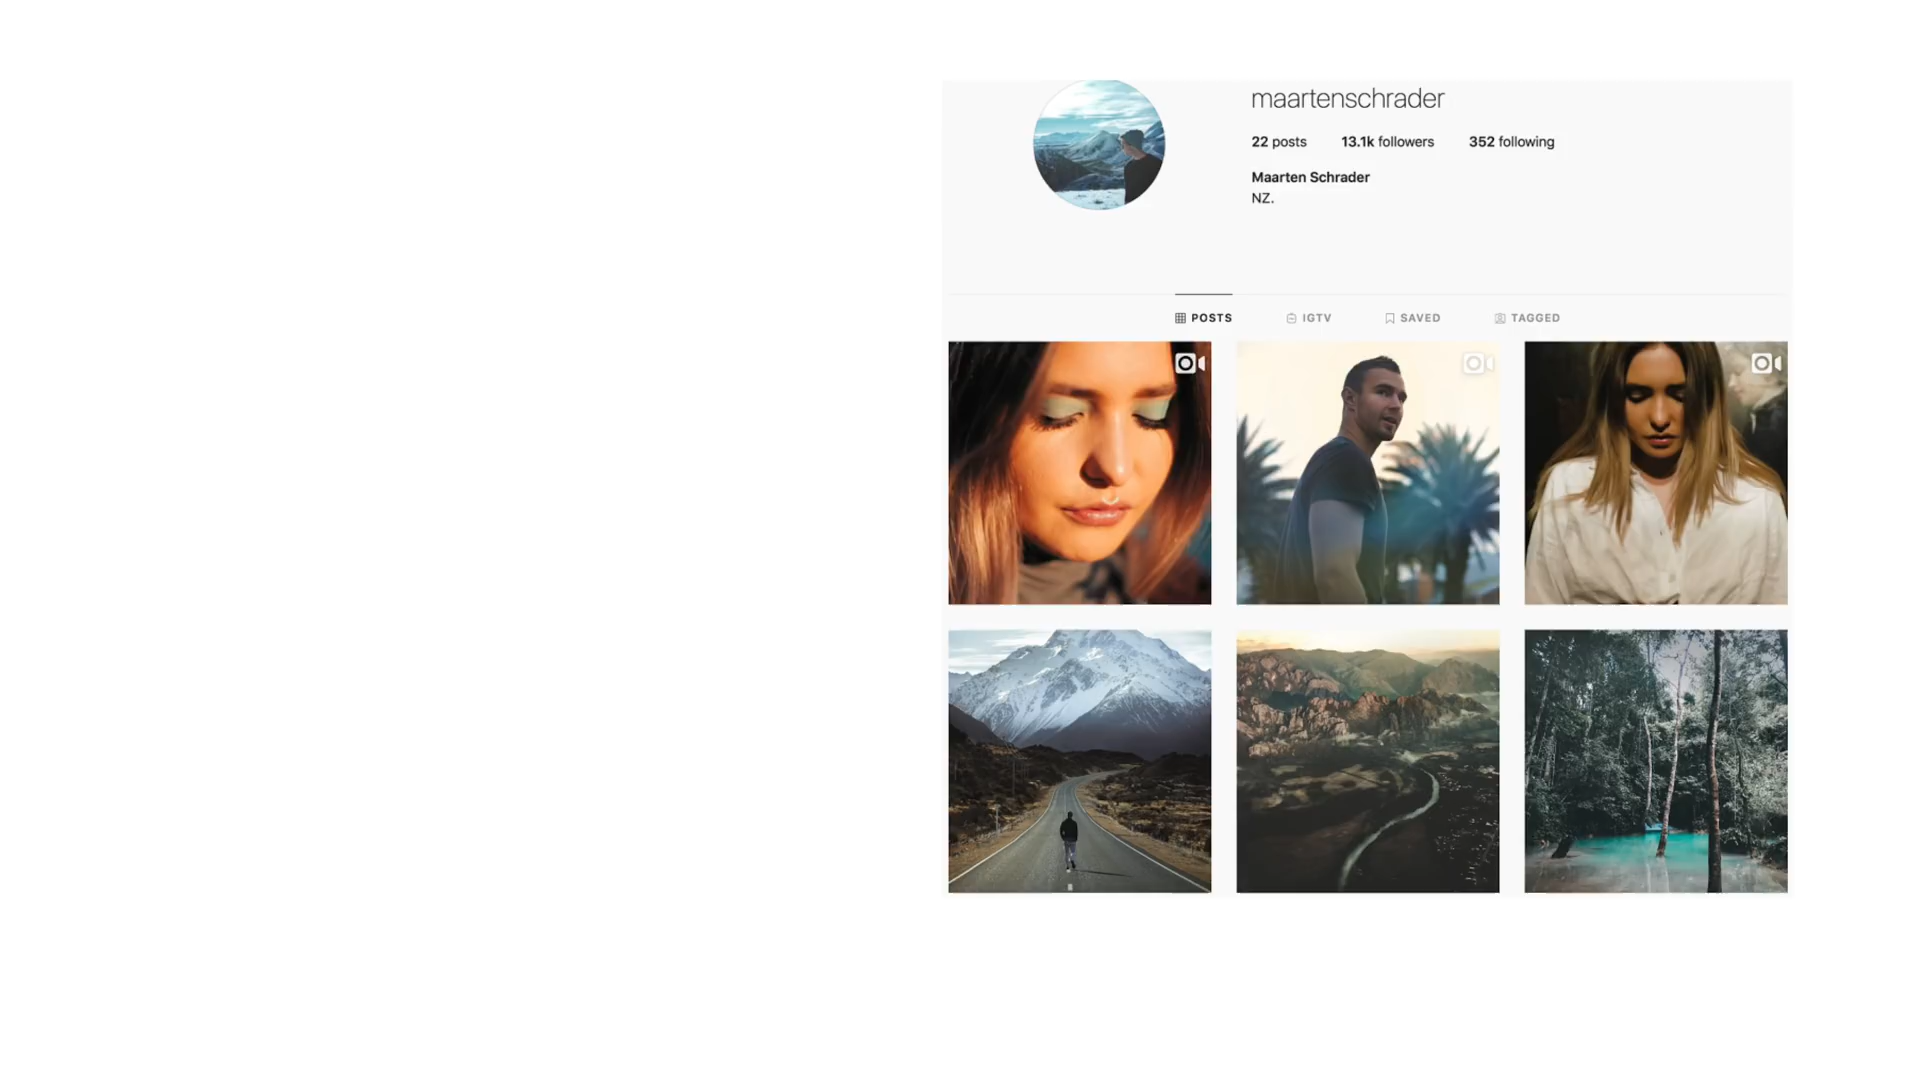 maartenschrader
22 posts 13.1k followers 352 following
Maarten Schrader
NZ.
POSTS IGTV SAVED TAGGED